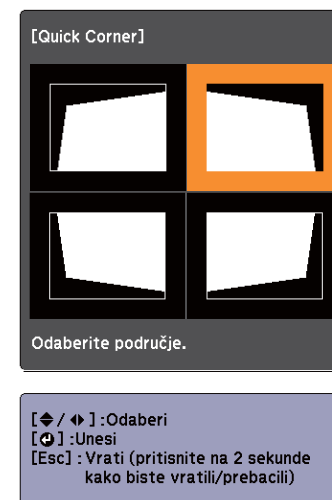 [Quick Corner]
Odaberite područje.
[◆/◆] :Odaberi
[↵] :Unesi
[Esc] : Vrati (pritisnite na 2 sekunde
kako biste vratili/prebacili)